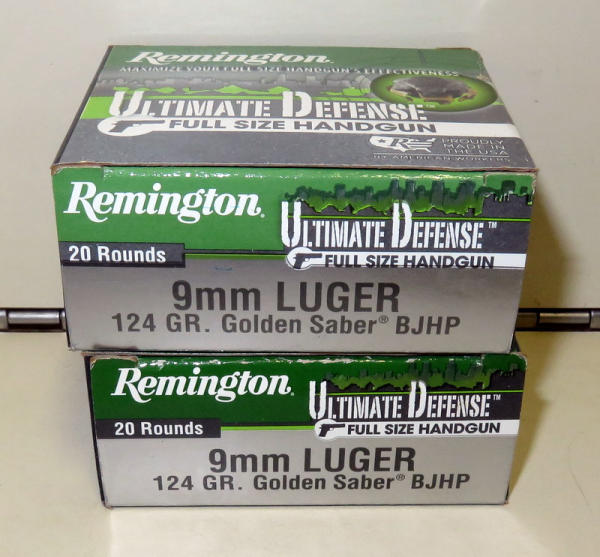 Remington
MAXIMIZE YOUR FULL SIZE HANDGUN'S EFFECTIVENESS
ULTIMATE DEFENSE
FULL SIZE HANDGUN
R
PROUDLY
MADE IN
THE USA
BY AMERICAN WORKERS
Remington®
20 Rounds
ULTIMATE DEFENSE™
FULL SIZE HANDGUN
9mm LUGER
124 GR. Golden Saber® BJHP
Remington®
20 Rounds
ULTIMATE DEFENSE™
FULL SIZE HANDGUN
9mm LUGER
124 GR. Golden Saber® BJHP